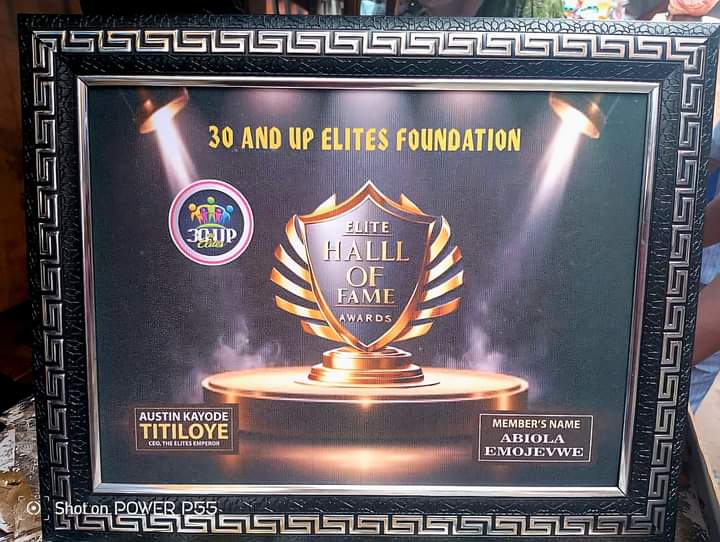 30 AND UP ELITES FOUNDATION
30 UP
Elites
ELITE
HALLL
OF
FAME
AWARDS
AUSTIN KAYODE
TITILOYE
CEO, THE ELITES EMPEROR
MEMBER'S NAME
ABIOLA
EMOJEVWE
Shot on POWER P55